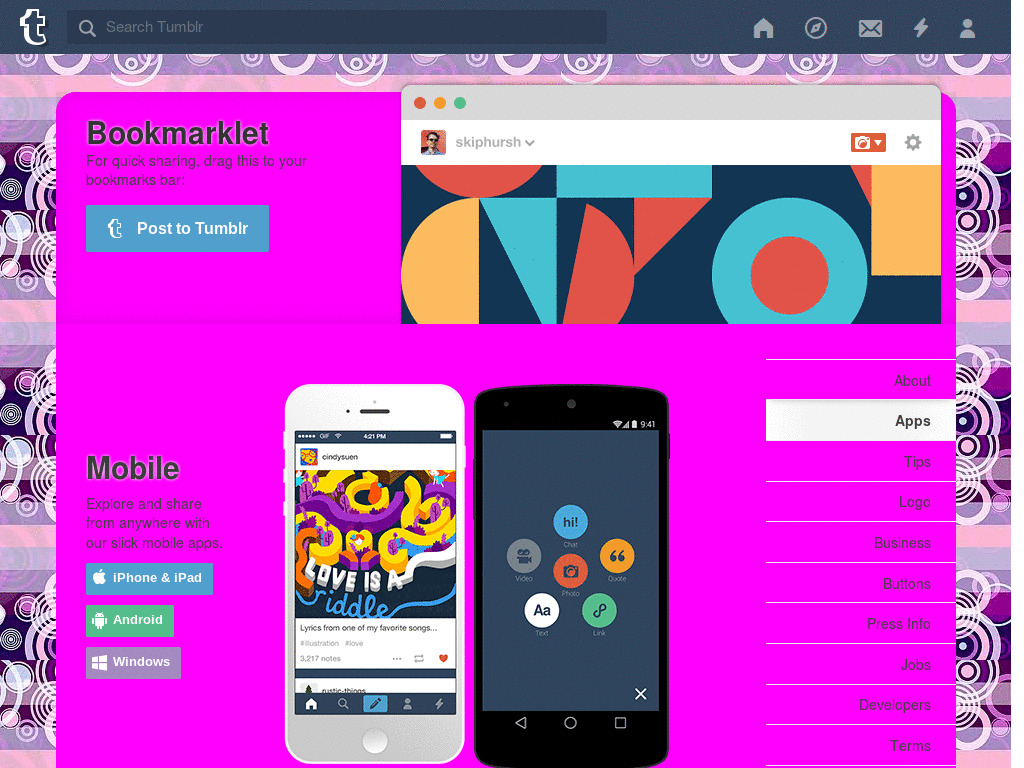 Search Tumblr
Bookmarklet
For quick sharing, drag this to your
bookmarks bar:
Post to Tumblr
skiphursh
About
Apps
Tips
Logo
Business
Buttons
Press Info
Jobs
Developers
Terms
Mobile
Explore and share
from anywhere with
our slick mobile apps.
iPhone & iPad
Android
Windows
GIF 4:21 PM
cindysuen
LOVE IS A
riddle
Lyrics from one of my favorite songs...
#illustration #love
3,217 notes
rustic-things
9:41
hi!
Chat
Video
Quote
Photo
Aa
Text
Link